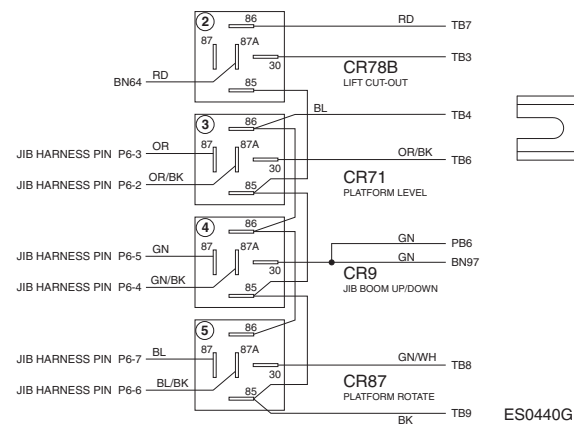 2 86 RD TB7
87 87A
30 TB3
BN64 RD
CR78B
LIFT CUT-OUT
85
BL TB4
3 86
JIB HARNESS PIN P6-3 OR 87 87A
OR/BK TB6
30
JIB HARNESS PIN P6-2 OR/BK
CR71
PLATFORM LEVEL
85
4 86
GN PB6
JIB HARNESS PIN P6-5 GN 87 87A
GN BN97
30
JIB HARNESS PIN P6-4 GN/BK
CR9
JIB BOOM UP/DOWN
85
5 86
JIB HARNESS PIN P6-7 BL 87 87A
GN/WH TB8
30
JIB HARNESS PIN P6-6 BL/BK
CR87
PLATFORM ROTATE
85
BK TB9
ES0440G